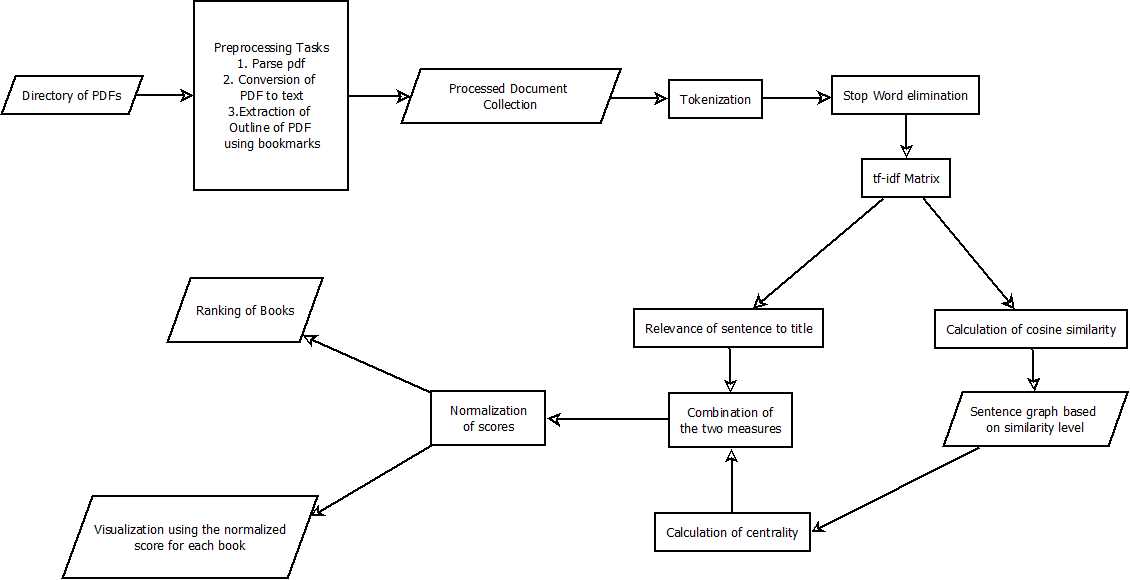 Directory of PDFs
Preprocessing Tasks
1. Parse pdf
2. Conversion of
PDF to text
3.Extraction of
Outline of PDF
using bookmarks
Processed Document
Collection
Tokenization
Stop Word elimination
tf-idf Matrix
Relevance of sentence to title
Calculation of cosine similarity
Sentence graph based
on similarity level
Calculation of centrality
Combination of
the two measures
Normalization
of scores
Ranking of Books
Visualization using the normalized
score for each book